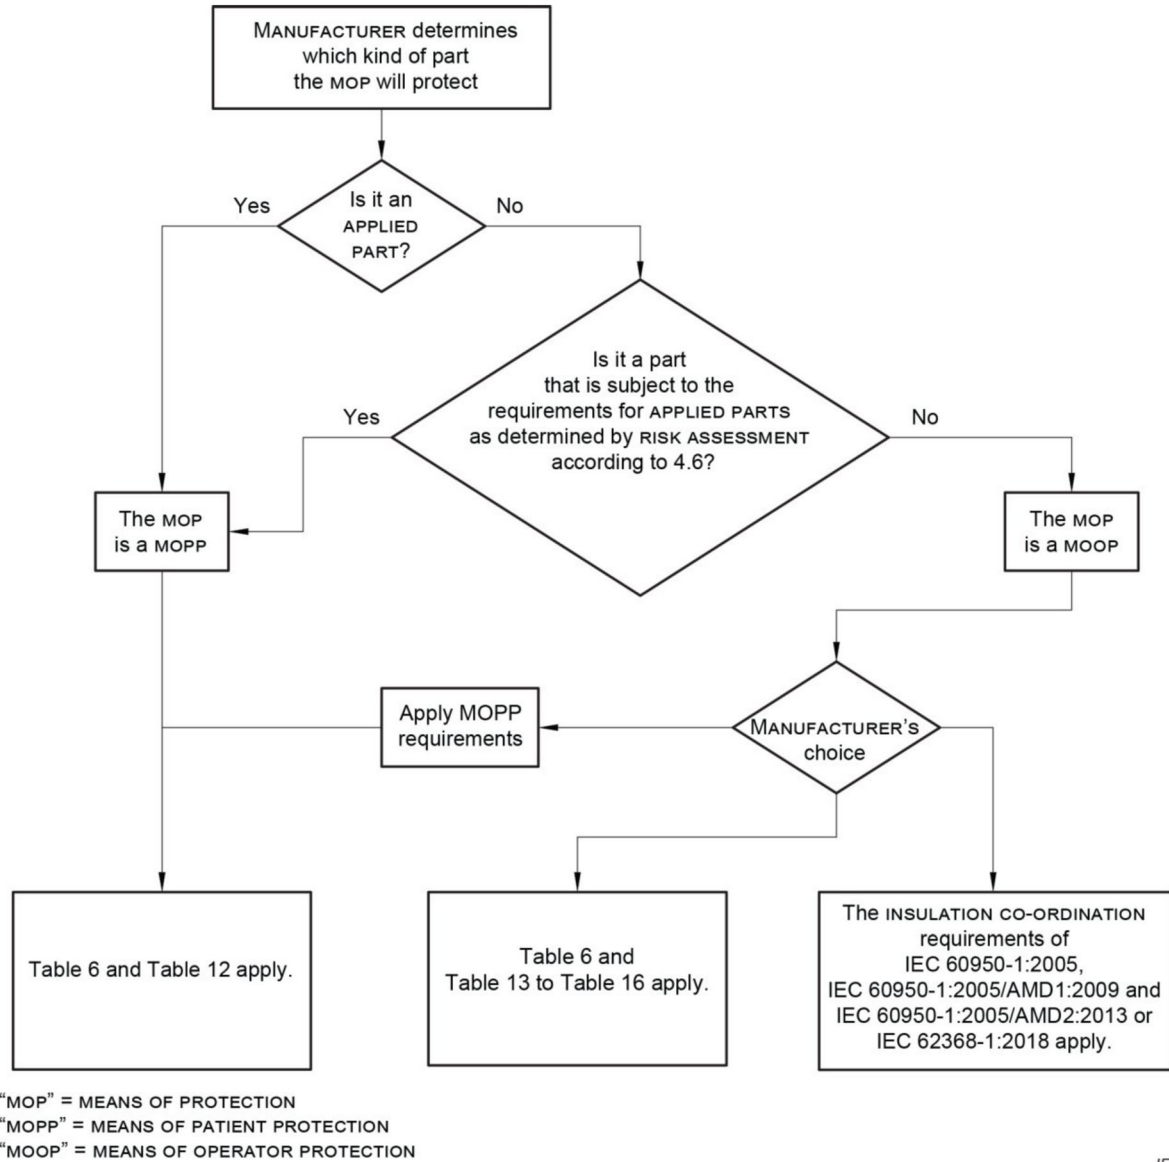 MANUFACTURER determines
which kind of part
the MOP will protect
Is it an
APPLIED
PART?
Yes
No
Is it a part
that is subject to the
requirements for APPLIED PARTS
as determined by RISK ASSESSMENT
according to 4.6?
Yes
No
The MOP
is a MOPP
The MOP
is a MOOP
Apply MOPP
requirements
MANUFACTURER'S
choice
Table 6 and Table 12 apply.
Table 6 and
Table 13 to Table 16 apply.
The INSULATION CO-ORDINATION
requirements of
IEC 60950-1:2005,
IEC 60950-1:2005/AMD1:2009 and
IEC 60950-1:2005/AMD2:2013 or
IEC 62368-1:2018 apply.
“MOP” = MEANS OF PROTECTION
“MOPP” = MEANS OF PATIENT PROTECTION
“MOOP” = MEANS OF OPERATOR PROTECTION